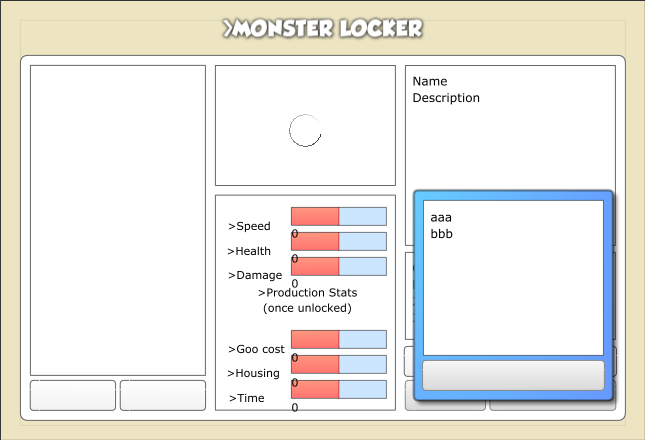 >MONSTER LOCKER
Name
Description
>Speed
0
>Health
0
>Damage
0
>Production Stats
(once unlocked)
>Goo cost
0
>Housing
0
>Time
0
aaa
bbb